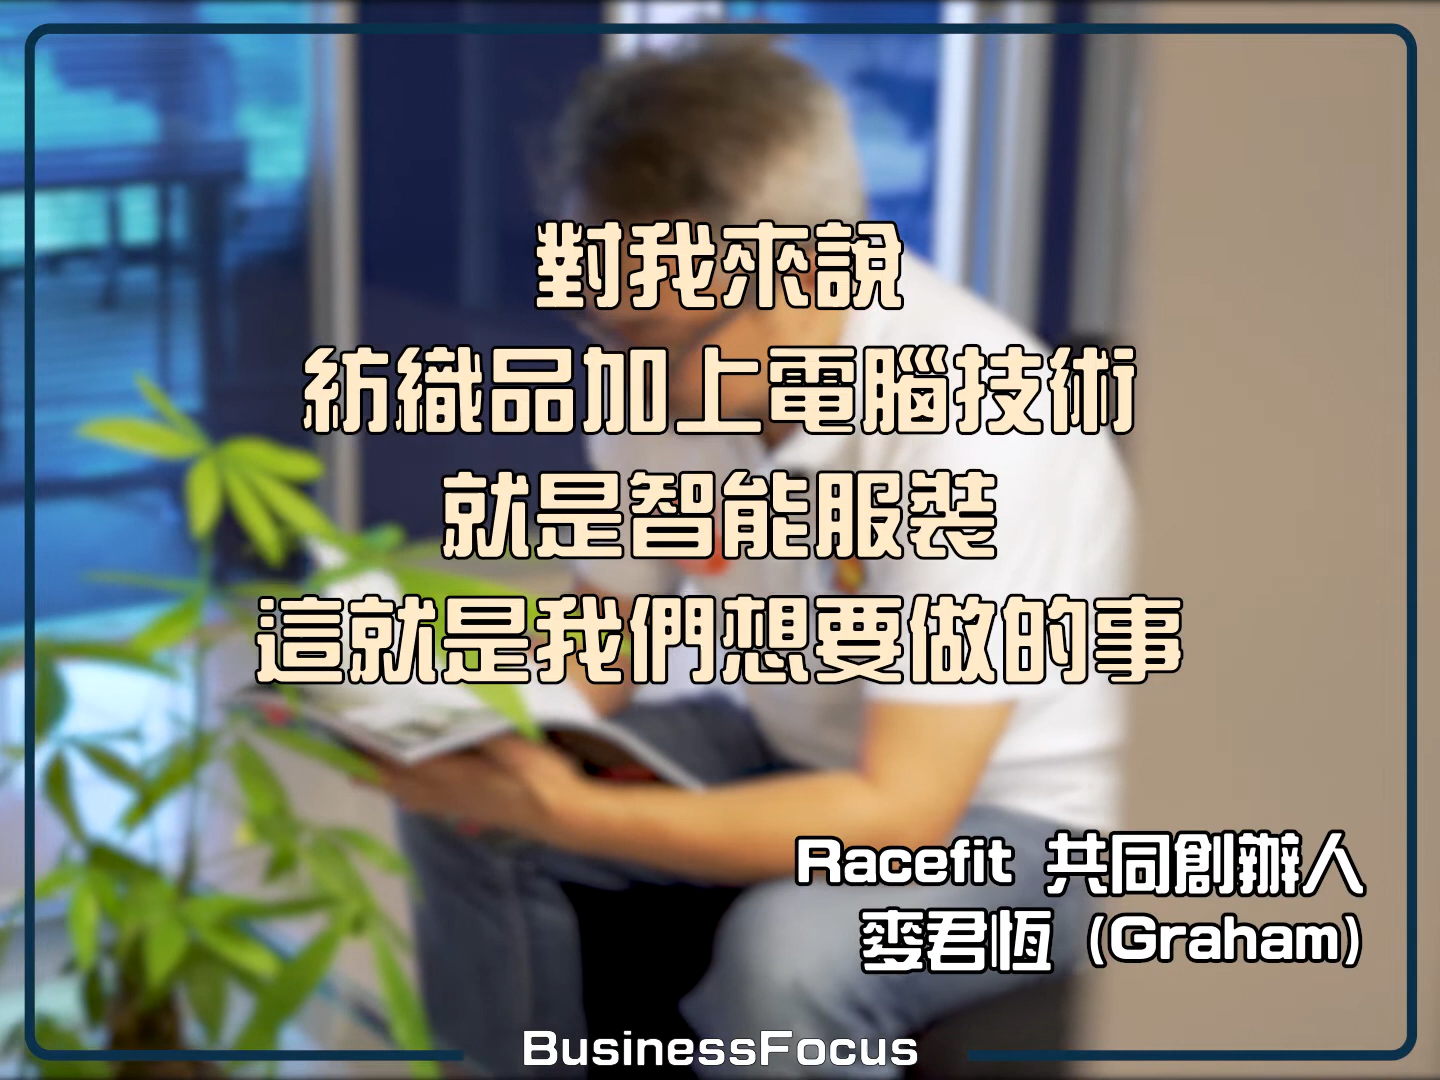 對我來說
紡織品加上電腦技術
就是智能服裝
這就是我們想要做的事
Racefit 共同創辦人
麥君恆 (Graham)
BusinessFocus